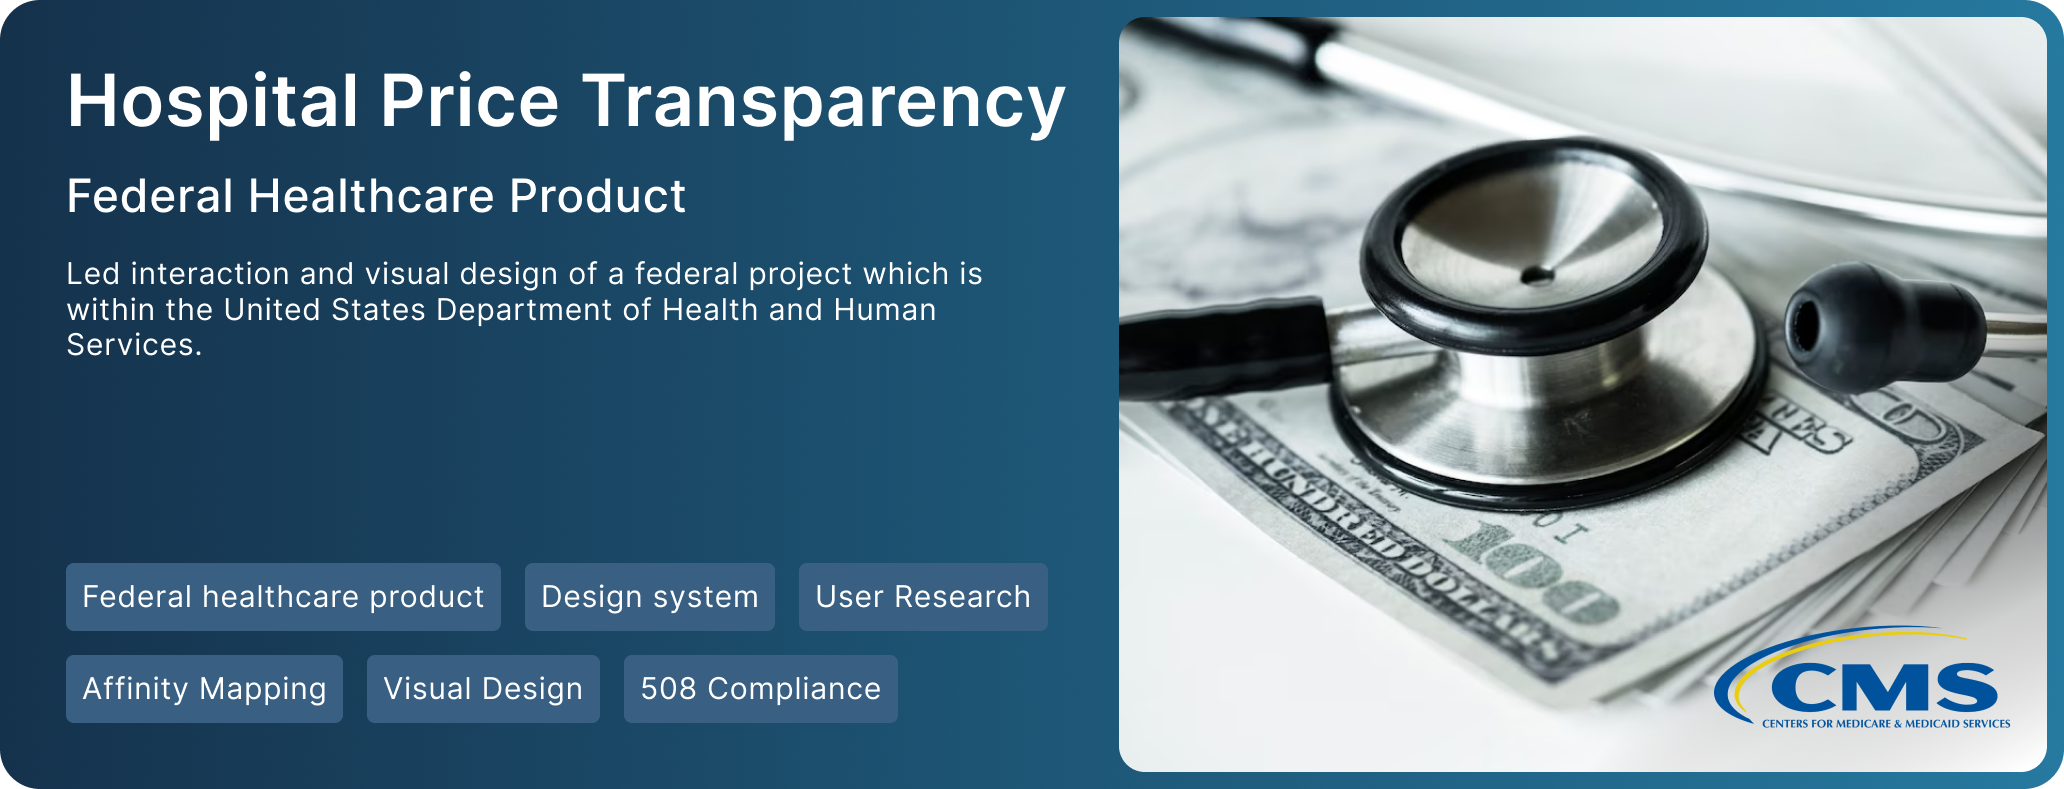 Hospital Price Transparency
Federal Healthcare Product
Led interaction and visual design of a federal project which is
within the United States Department of Health and Human
Services.
Federal healthcare product
Design system
User Research
Affinity Mapping
Visual Design
508 Compliance
HUNDRED DOLLARS
100
CMS
CENTERS FOR MEDICARE & MEDICAID SERVICES